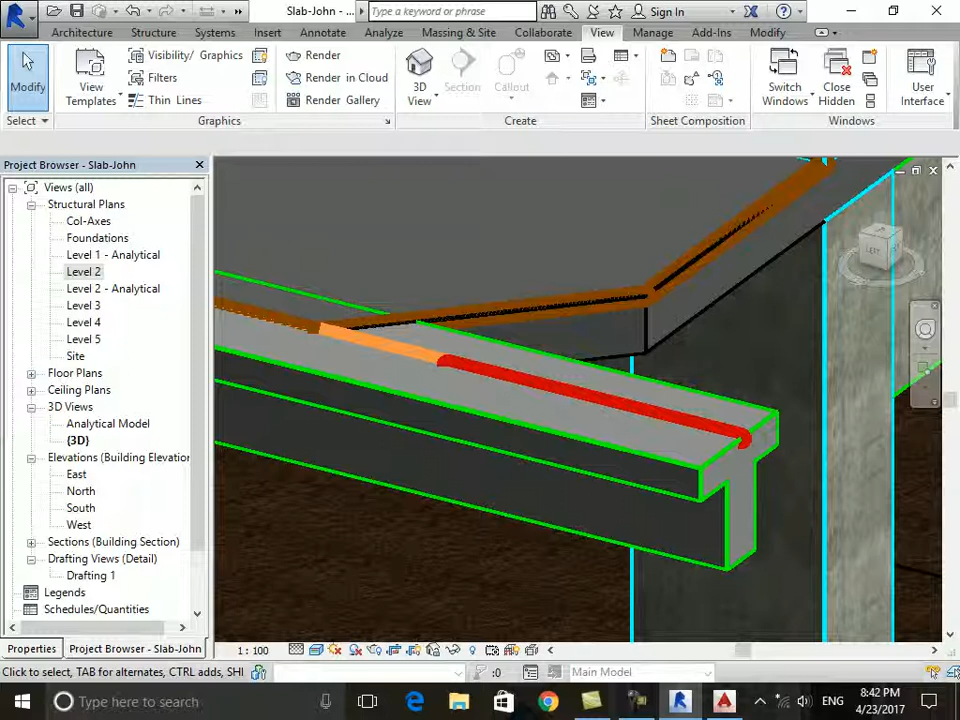 Slab-John - ...
Type a keyword or phrase
Sign In
Architecture Structure Systems Insert Annotate Analyze Massing & Site Collaborate View Manage Add-Ins Modify
Modify
View Templates
Visibility/ Graphics
Filters
Thin Lines
Render
Render in Cloud
Render Gallery
3D View
Section
Callout
Switch Windows
Close Hidden
User Interface
Select Graphics Create Sheet Composition Windows
Project Browser - Slab-John
Views (all)
Structural Plans
Col-Axes
Foundations
Level 1 - Analytical
Level 2
Level 2 - Analytical
Level 3
Level 4
Level 5
Site
Floor Plans
Ceiling Plans
3D Views
Analytical Model
{3D}
Elevations (Building Elevation
East
North
South
West
Sections (Building Section)
Drafting Views (Detail)
Drafting 1
Legends
Schedules/Quantities
LEFT
Properties Project Browser - Slab-John
1 : 100
Click to select, TAB for alternates, CTRL adds, SHI
:0
Main Model
Type here to search
ENG
8:42 PM
4/23/2017